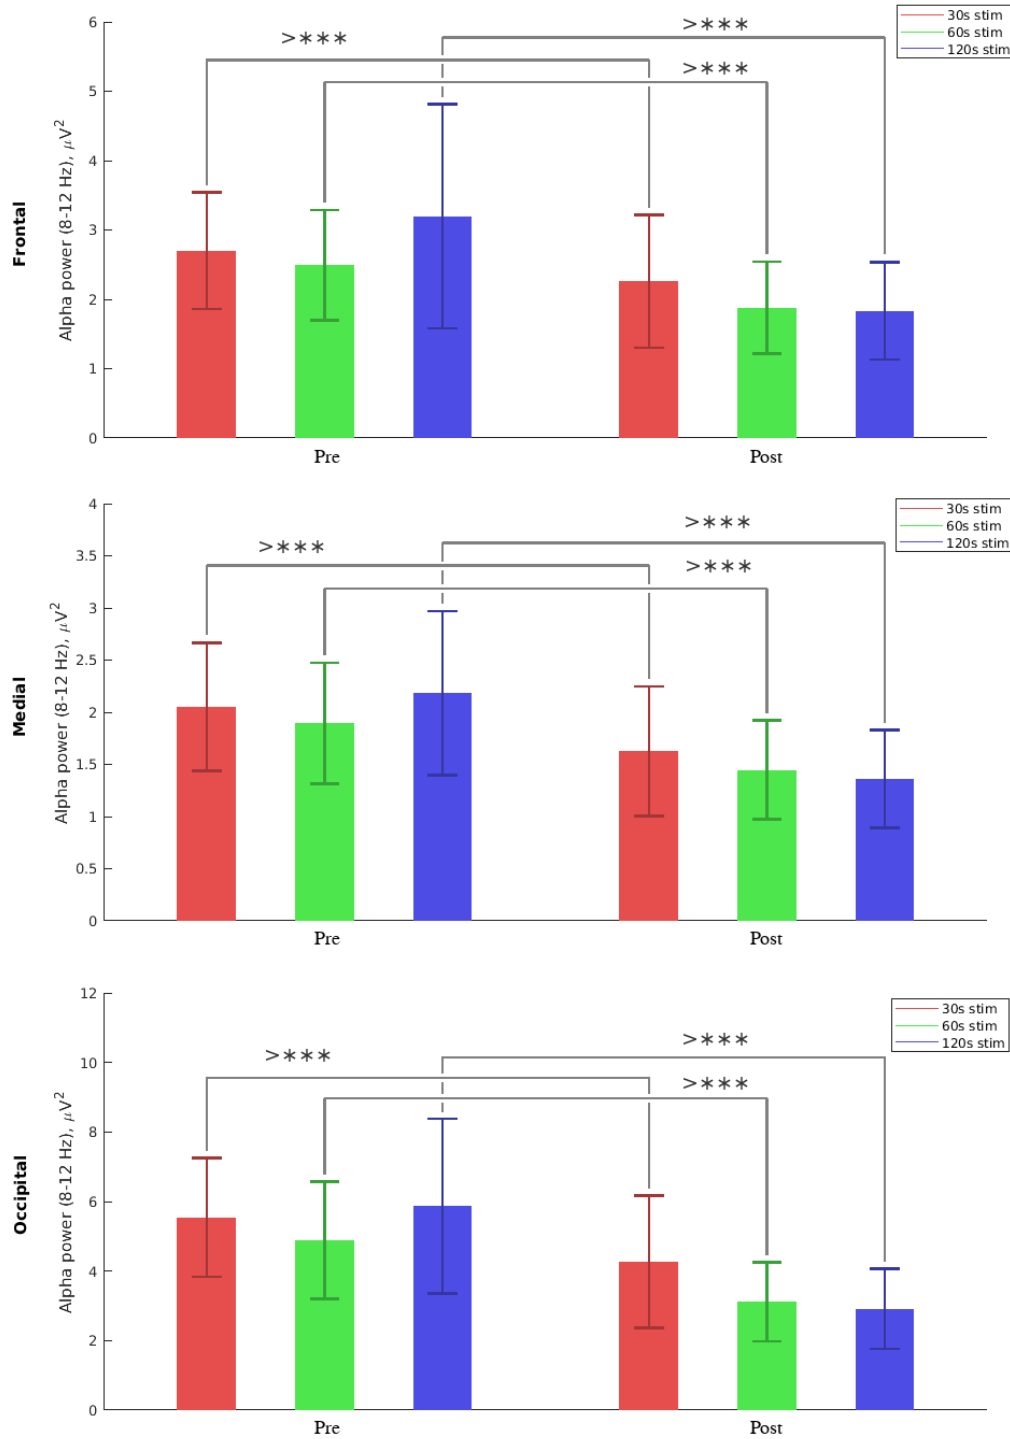 30s stim
60s stim
120s stim
>***
>***
>***
6
5
4
3
2
1
0
Frontal
Alpha power (8-12 Hz), μV²
Pre
Post
30s stim
60s stim
120s stim
>***
>***
>***
4
3.5
3
2.5
2
1.5
1
0.5
0
Medial
Alpha power (8-12 Hz), μV²
Pre
Post
30s stim
60s stim
120s stim
>***
>***
>***
12
10
8
6
4
2
0
Occipital
Alpha power (8-12 Hz), μV²
Pre
Post